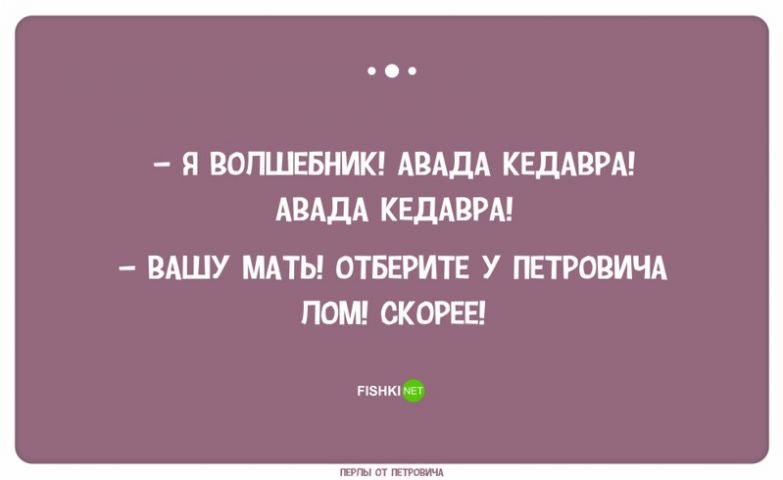 – Я ВОЛШЕБНИК! АВАДА КЕДАВРА!
АВАДА КЕДАВРА!
– ВАШУ МАТЬ! ОТБЕРИТЕ У ПЕТРОВИЧА
ЛОМ! СКОРЕЕ!
FISHKI NET
ПЕРЛЫ ОТ ПЕТРОВИЧА